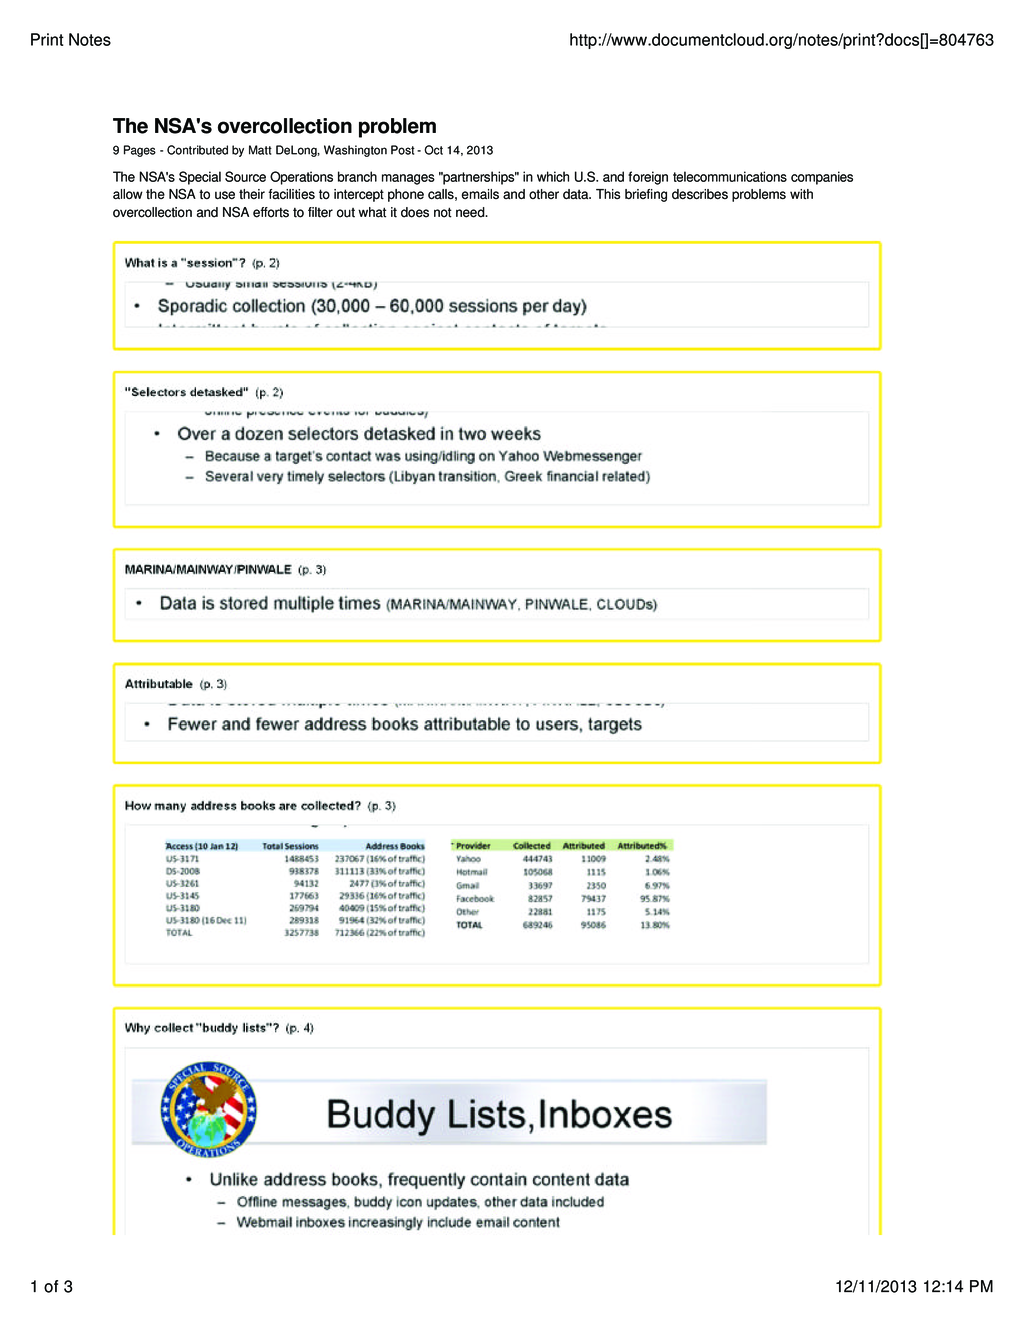 Print Notes
http://www.documentcloud.org/notes/print?docs[]=804763
The NSA's overcollection problem
9 Pages - Contributed by Matt DeLong, Washington Post - Oct 14, 2013
The NSA's Special Source Operations branch manages "partnerships" in which U.S. and foreign telecommunications companies
allow the NSA to use their facilities to intercept phone calls, emails and other data. This briefing describes problems with
overcollection and NSA efforts to filter out what it does not need.
What is a "session"? (p. 2)
– Usually small sessions (2-4KB)
• Sporadic collection (30,000 – 60,000 sessions per day)
"Selectors detasked" (p. 2)
• Over a dozen selectors detasked in two weeks
– Because a target's contact was using/idling on Yahoo Webmessenger
– Several very timely selectors (Libyan transition, Greek financial related)
MARINA/MAINWAY/PINWALE (p. 3)
• Data is stored multiple times (MARINA/MAINWAY, PINWALE, CLOUDs)
Attributable (p. 3)
• Fewer and fewer address books attributable to users, targets
How many address books are collected? (p. 3)
Access (10 Jan 12) Total Sessions Address Books
US-3171 1488453 237067 (16% of traffic)
DS-200B 938378 311113 (33% of traffic)
US-3261 94132 2477 (3% of traffic)
US-3145 177663 29336 (16% of traffic)
US-3180 269794 40409 (15% of traffic)
US-3180 (16 Dec 11) 289318 91964 (32% of traffic)
TOTAL 3257738 712366 (22% of traffic)
Provider Collected Attributed Attributed%
Yahoo 444743 11009 2.48%
Hotmail 105068 1115 1.06%
Gmail 33697 2350 6.97%
Facebook 82857 79437 95.87%
Other 22881 1175 5.14%
TOTAL 689246 95086 13.80%
Why collect "buddy lists"? (p. 4)
SPECIAL SOURCE OPERATIONS
Buddy Lists,Inboxes
• Unlike address books, frequently contain content data
– Offline messages, buddy icon updates, other data included
– Webmail inboxes increasingly include email content
1 of 3
12/11/2013 12:14 PM